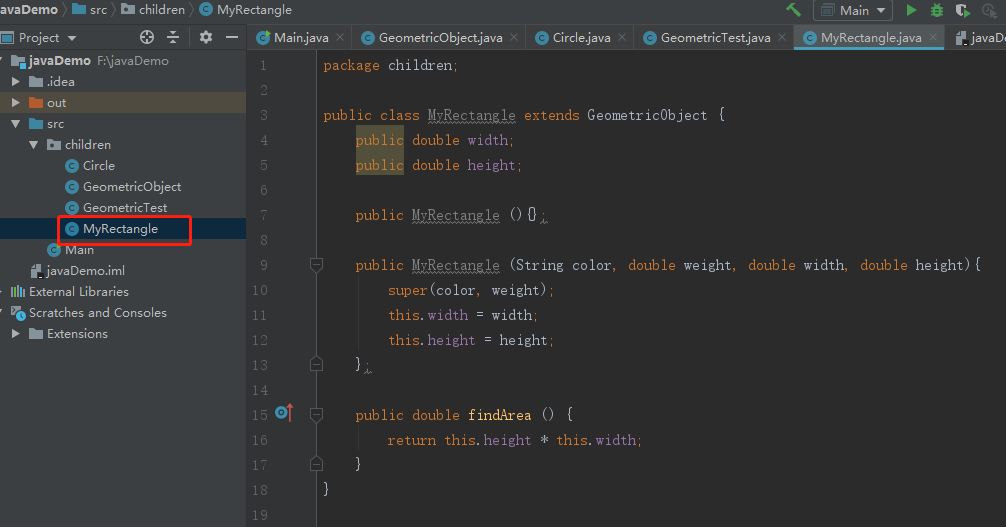 javaDemo src children MyRectangle Main
Project Main.java GeometricObject.java Circle.java GeometricTest.java MyRectangle.java javaD
javaDemo F:\javaDemo
.idea
out
src
children
Circle
GeometricObject
GeometricTest
MyRectangle
Main
javaDemo.iml
External Libraries
Scratches and Consoles
Extensions
1 package children;
2
3 public class MyRectangle extends GeometricObject {
4 public double width;
5 public double height;
6
7 public MyRectangle (){};
8
9 public MyRectangle (String color, double weight, double width, double height){
10 super(color, weight);
11 this.width = width;
12 this.height = height;
13 };
14
15 public double findArea () {
16 return this.height * this.width;
17 }
18 }
19